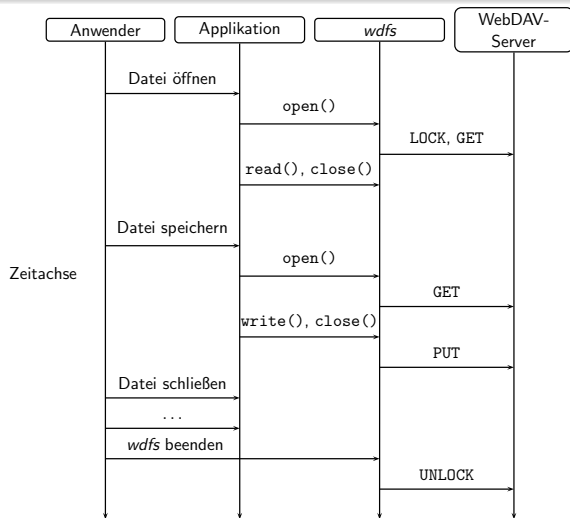 Anwender
Applikation
wdfs
WebDAV-
Server
Datei öffnen
open()
LOCK, GET
read(), close()
Datei speichern
Zeitachse
open()
GET
write(), close()
PUT
Datei schließen
...
wdfs beenden
UNLOCK